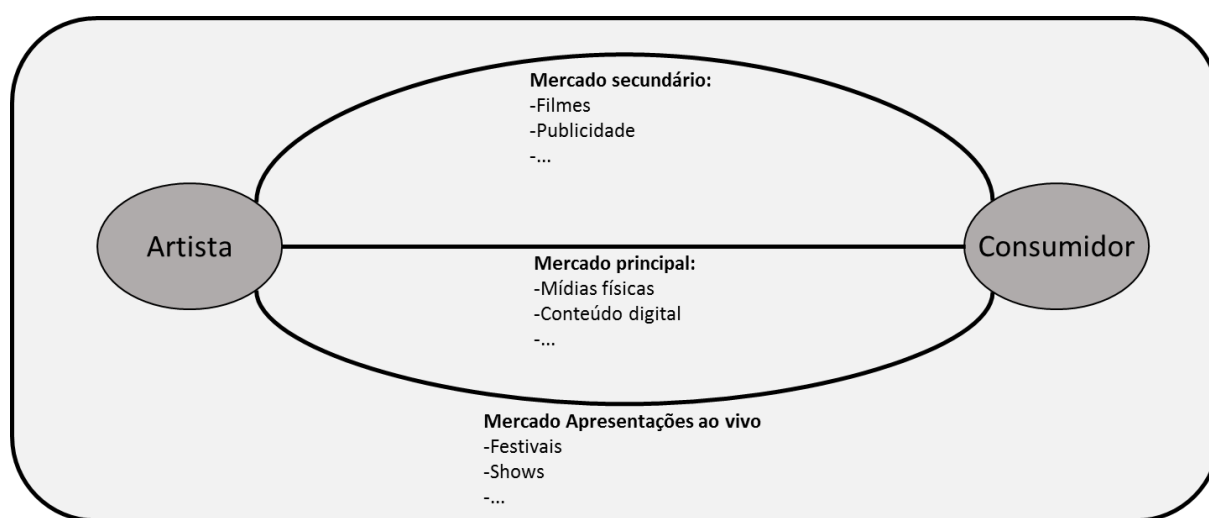 Mercado secundário:
-Filmes
-Publicidade
-...
Artista
Consumidor
Mercado principal:
-Mídias físicas
-Conteúdo digital
-...
Mercado Apresentações ao vivo
-Festivais
-Shows
-...